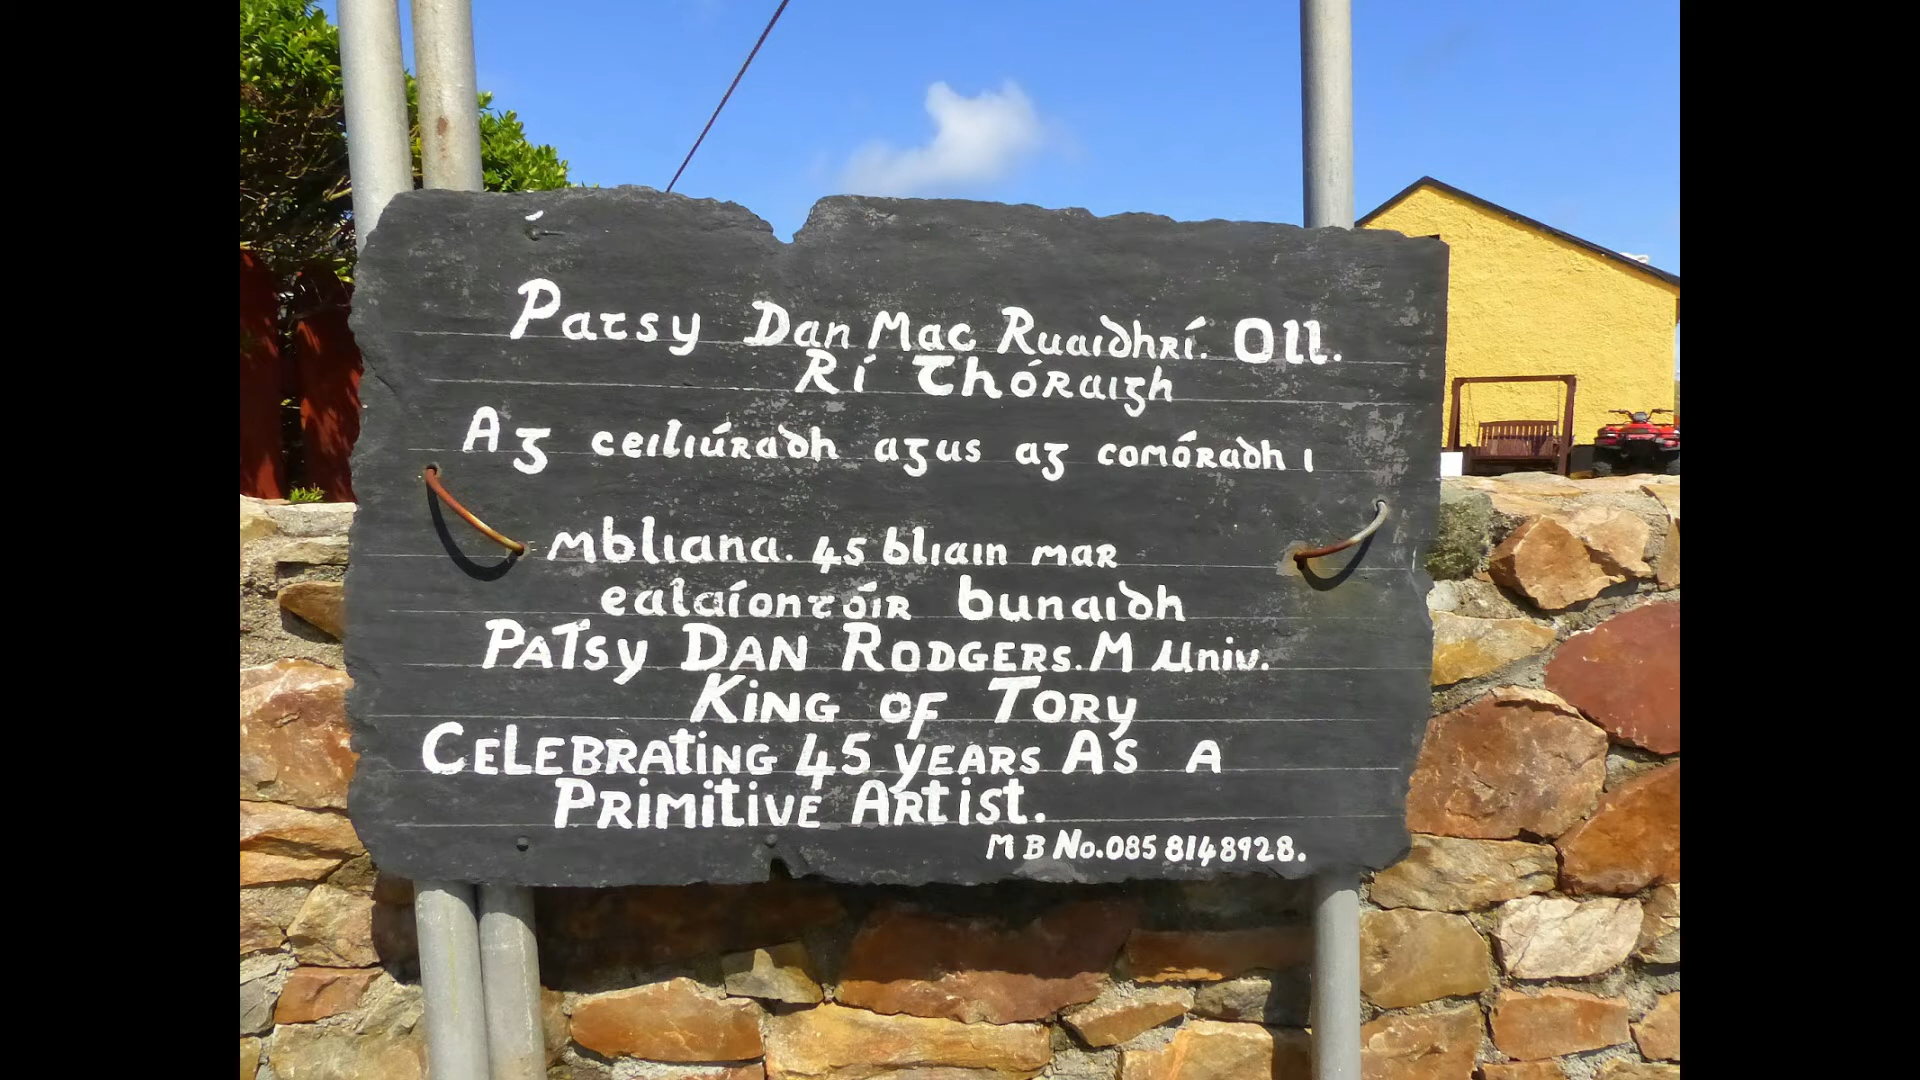 Patsy Dan Mac Ruaidhrí. Oll.
Rí Thóraigh
Ag ceiliúradh agus ag comóradh i
mbliana. 45 bliain mar
ealaíontóir bunaidh
PATSy DAN RODGERS. M Univ.
KING OF TORy
CELEBRAtiNG 45 yEARS AS A
PRiMitiVE ARtist.
M B No. 085 8148928.